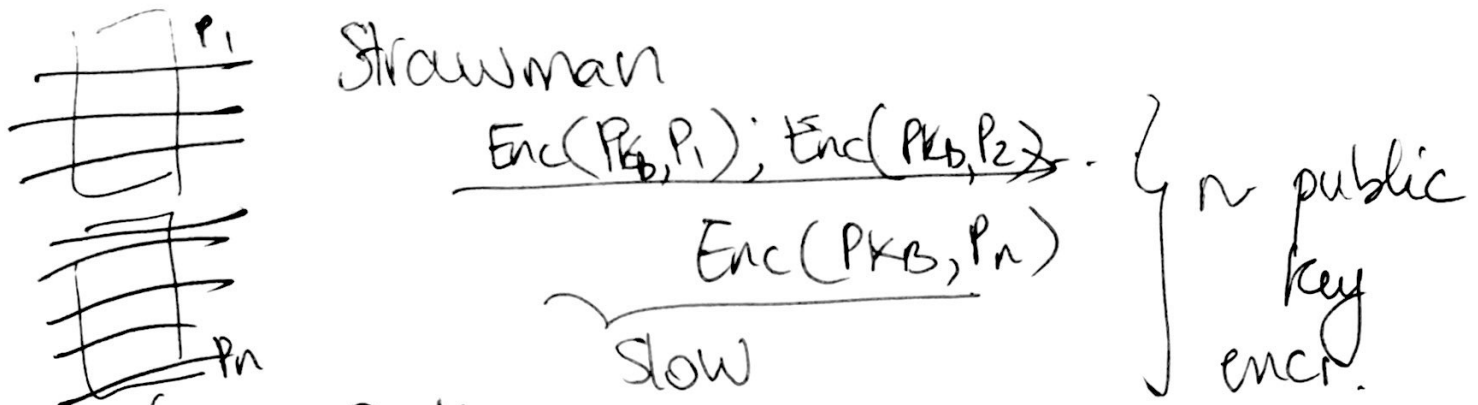 P1
Strawman
Enc(PKB,P1); Enc(PKB,P2)...
Enc(PKB,Pn)
Slow
n public
key
encr.
Pn